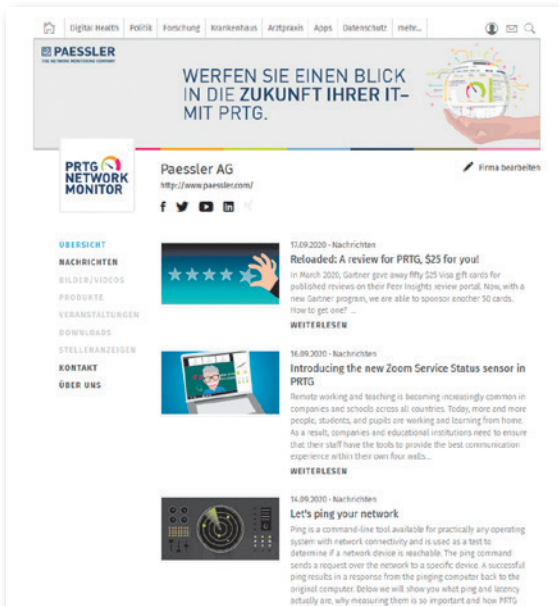 Digital Health Politik Forschung Krankenhaus Arztpraxis Apps Datenschutz mehr...
PAESSLER
THE NETWORK MONITORING COMPANY
WERFEN SIE EINEN BLICK
IN DIE ZUKUNFT IHRER IT–
MIT PRTG.
PRTG
NETWORK
MONITOR
Paessler AG
http://www.paessler.com/
Firma bearbeiten
ÜBERSICHT
NACHRICHTEN
BILDER/VIDEOS
PRODUKTE
VERANSTALTUNGEN
DOWNLOADS
STELLENANZEIGEN
KONTAKT
ÜBER UNS
17.09.2020 - Nachrichten
Reloaded: A review for PRTG, $25 for you!
In March 2020, Gartner gave away fifty $25 Visa gift cards for
published reviews on their Peer Insights review portal. Now, with a
new Gartner program, we are able to sponsor another 50 cards.
How to get one? ...
WEITERLESEN
16.09.2020 - Nachrichten
Introducing the new Zoom Service Status sensor in
PRTG
Remote working and teaching is becoming increasingly common in
companies and schools across all countries. Today, more and more
people, students, and pupils are working and learning from home.
As a result, companies and educational institutions need to ensure
that their staff have the tools to provide the best communication
experience within their own four walls...
WEITERLESEN
14.09.2020 - Nachrichten
Let's ping your network
Ping is a command-line tool available for practically any operating
system with network connectivity and is used as a test to
determine if a network device is reachable. The ping command
sends a request over the network to a specific device. A successful
ping results in a response from the pinging computer back to the
original computer. Below we will show you what ping and latency
actually are, why measuring them is so important and how PRTG